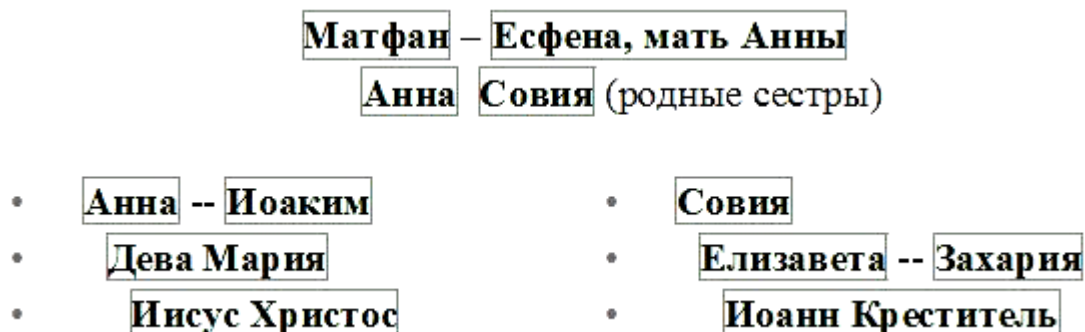 Матфан – Есфена, мать Анны
Анна Совия (родные сестры)
• Анна -- Иоаким
• Дева Мария
• Иисус Христос
• Совия
• Елизавета -- Захария
• Иоанн Креститель